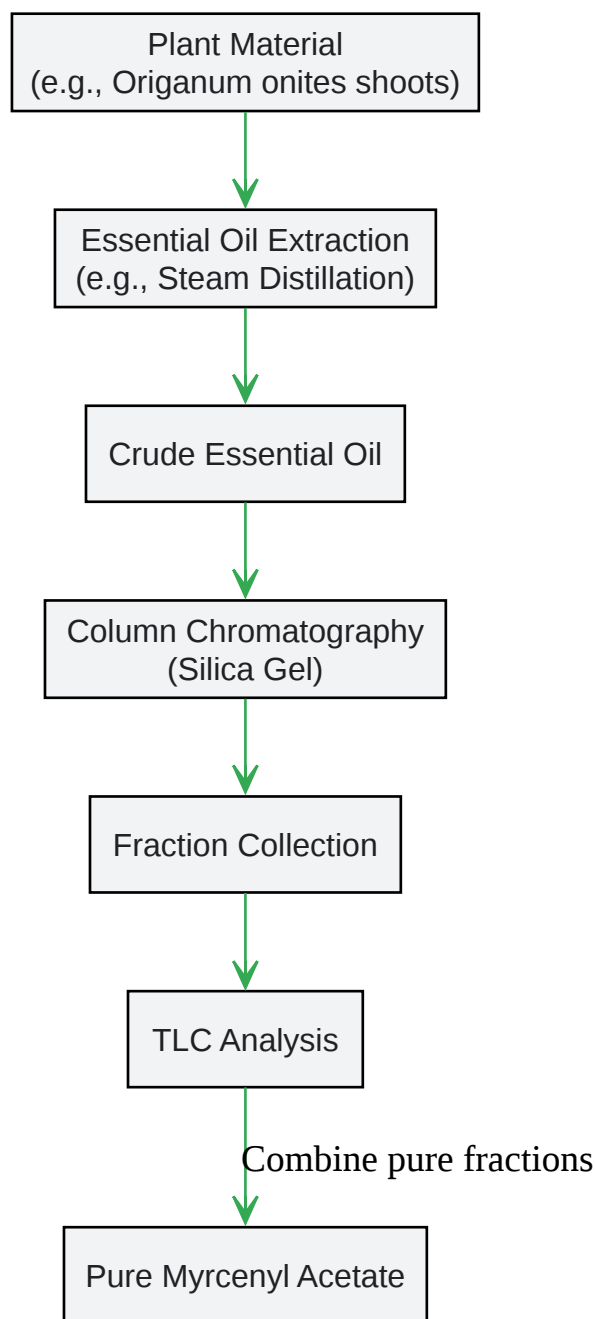 Plant Material
(e.g., Origanum onites shoots)
Essential Oil Extraction
(e.g., Steam Distillation)
Crude Essential Oil
Column Chromatography
(Silica Gel)
Fraction Collection
TLC Analysis
Combine pure fractions
Pure Myrcenyl Acetate